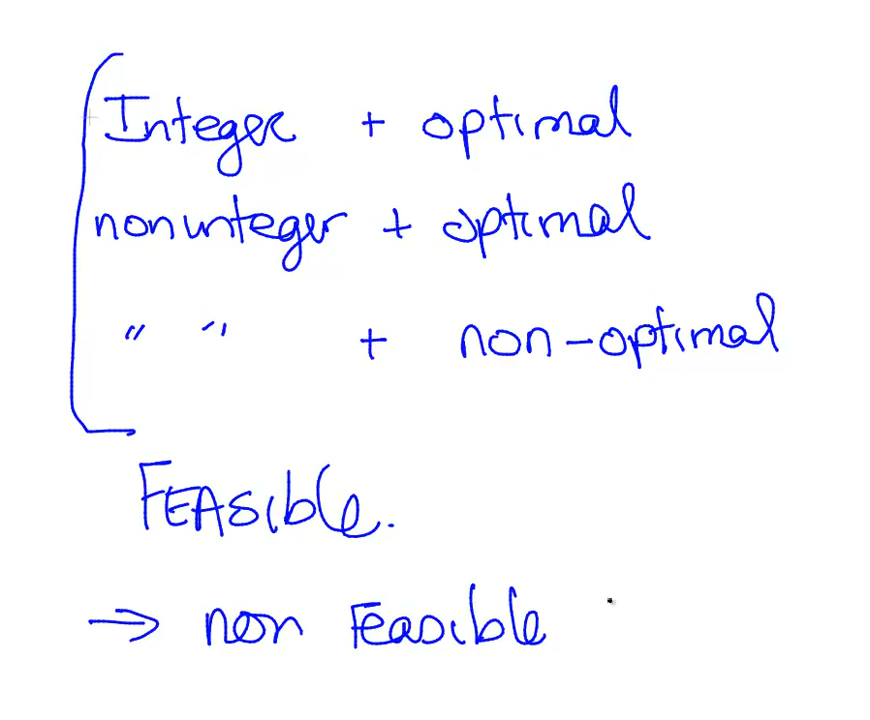 Integer + optimal
noninteger + optimal
" " + non-optimal
FEASible.
→ non Feasible